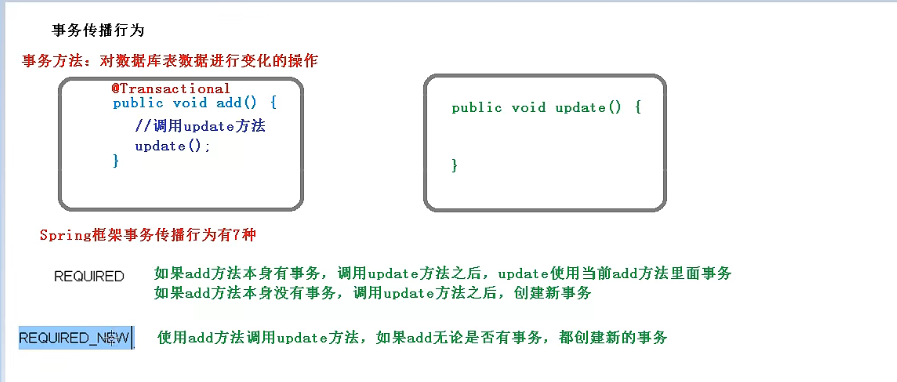 事务传播行为
事务方法：对数据库表数据进行变化的操作
@Transactional
public void add() {
//调用update方法
update();
}
public void update() {
}
Spring框架事务传播行为有7种
REQUIRED
如果add方法本身有事务，调用update方法之后，update使用当前add方法里面事务
如果add方法本身没有事务，调用update方法之后，创建新事务
REQUIRED_NEW
使用add方法调用update方法，如果add无论是否有事务，都创建新的事务